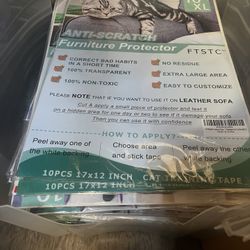 XL
ANTI-SCRATCH
Furniture Protector
FTSTC
CORRECT BAD HABITS
IN A SHORT TIME
100% TRANSPARENT
100% NON-TOXIC
NO RESIDUE
EXTRA LARGE AREA
EASY TO CUSTOMIZE
PLEASE NOTE THAT IF YOU WANT TO USE IT ON LEATHER SOFA
Cut & apply a small piece of protector and test it
on a hidden area for one day or two to see if it damage your sofa
Then you can use it with confidence
HOW TO APPLY?
Peel away one of
the white backing
Choose area
and stick tapes
Peel away the other
white backing
10PCS 17x12 INCH CAT TAPE
10PCS 17X12 INCH